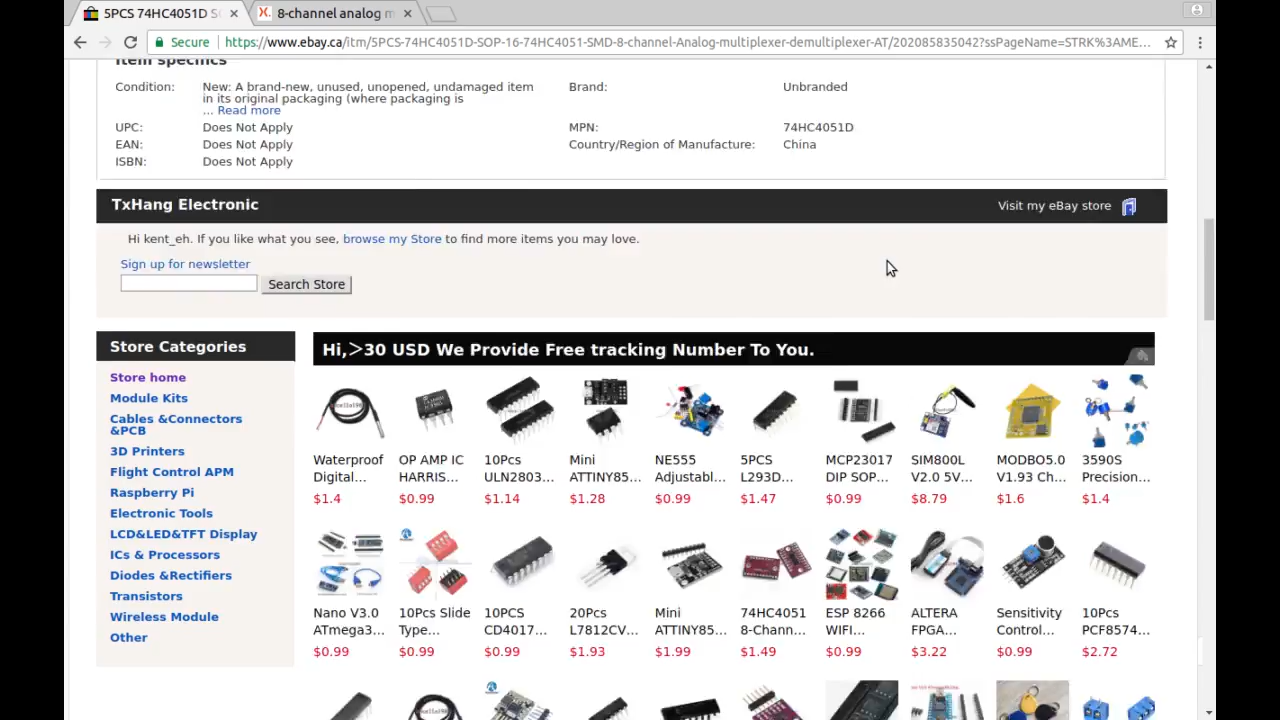 5PCS 74HC4051D S
8-channel analog m
Secure
https://www.ebay.ca/itm/5PCS-74HC4051D-SOP-16-74HC4051-SMD-8-channel-Analog-multiplexer-demultiplexer-AT/202085835042?ssPageName=STRK%3AME...
Item specifics
Condition: New: A brand-new, unused, unopened, undamaged item
in its original packaging (where packaging is
... Read more
Brand: Unbranded
UPC: Does Not Apply
MPN: 74HC4051D
EAN: Does Not Apply
Country/Region of Manufacture: China
ISBN: Does Not Apply
TxHang Electronic
Visit my eBay store
Hi kent_eh. If you like what you see, browse my Store to find more items you may love.
Sign up for newsletter
Search Store
Store Categories
Store home
Module Kits
Cables &Connectors
&PCB
3D Printers
Flight Control APM
Raspberry Pi
Electronic Tools
LCD&LED&TFT Display
ICs & Processors
Diodes &Rectifiers
Transistors
Wireless Module
Other
Hi,>30 USD We Provide Free tracking Number To You.
Waterproof
Digital...
$1.4
OP AMP IC
HARRIS...
$0.99
10Pcs
ULN2803...
$1.14
Mini
ATTINY85...
$1.28
NE555
Adjustabl...
$0.99
5PCS
L293D...
$1.47
MCP23017
DIP SOP...
$0.99
SIM800L
V2.0 5V...
$8.79
MODBO5.0
V1.93 Ch...
$1.6
3590S
Precision...
$1.4
Nano V3.0
ATmega3...
$0.99
10Pcs Slide
Type...
$0.99
10PCS
CD4017...
$0.99
20Pcs
L7812CV...
$1.93
Mini
ATTINY85...
$1.99
74HC4051
8-Chann...
$1.49
ESP 8266
WIFI...
$0.99
ALTERA
FPGA...
$3.22
Sensitivity
Control...
$0.99
10Pcs
PCF8574...
$2.72